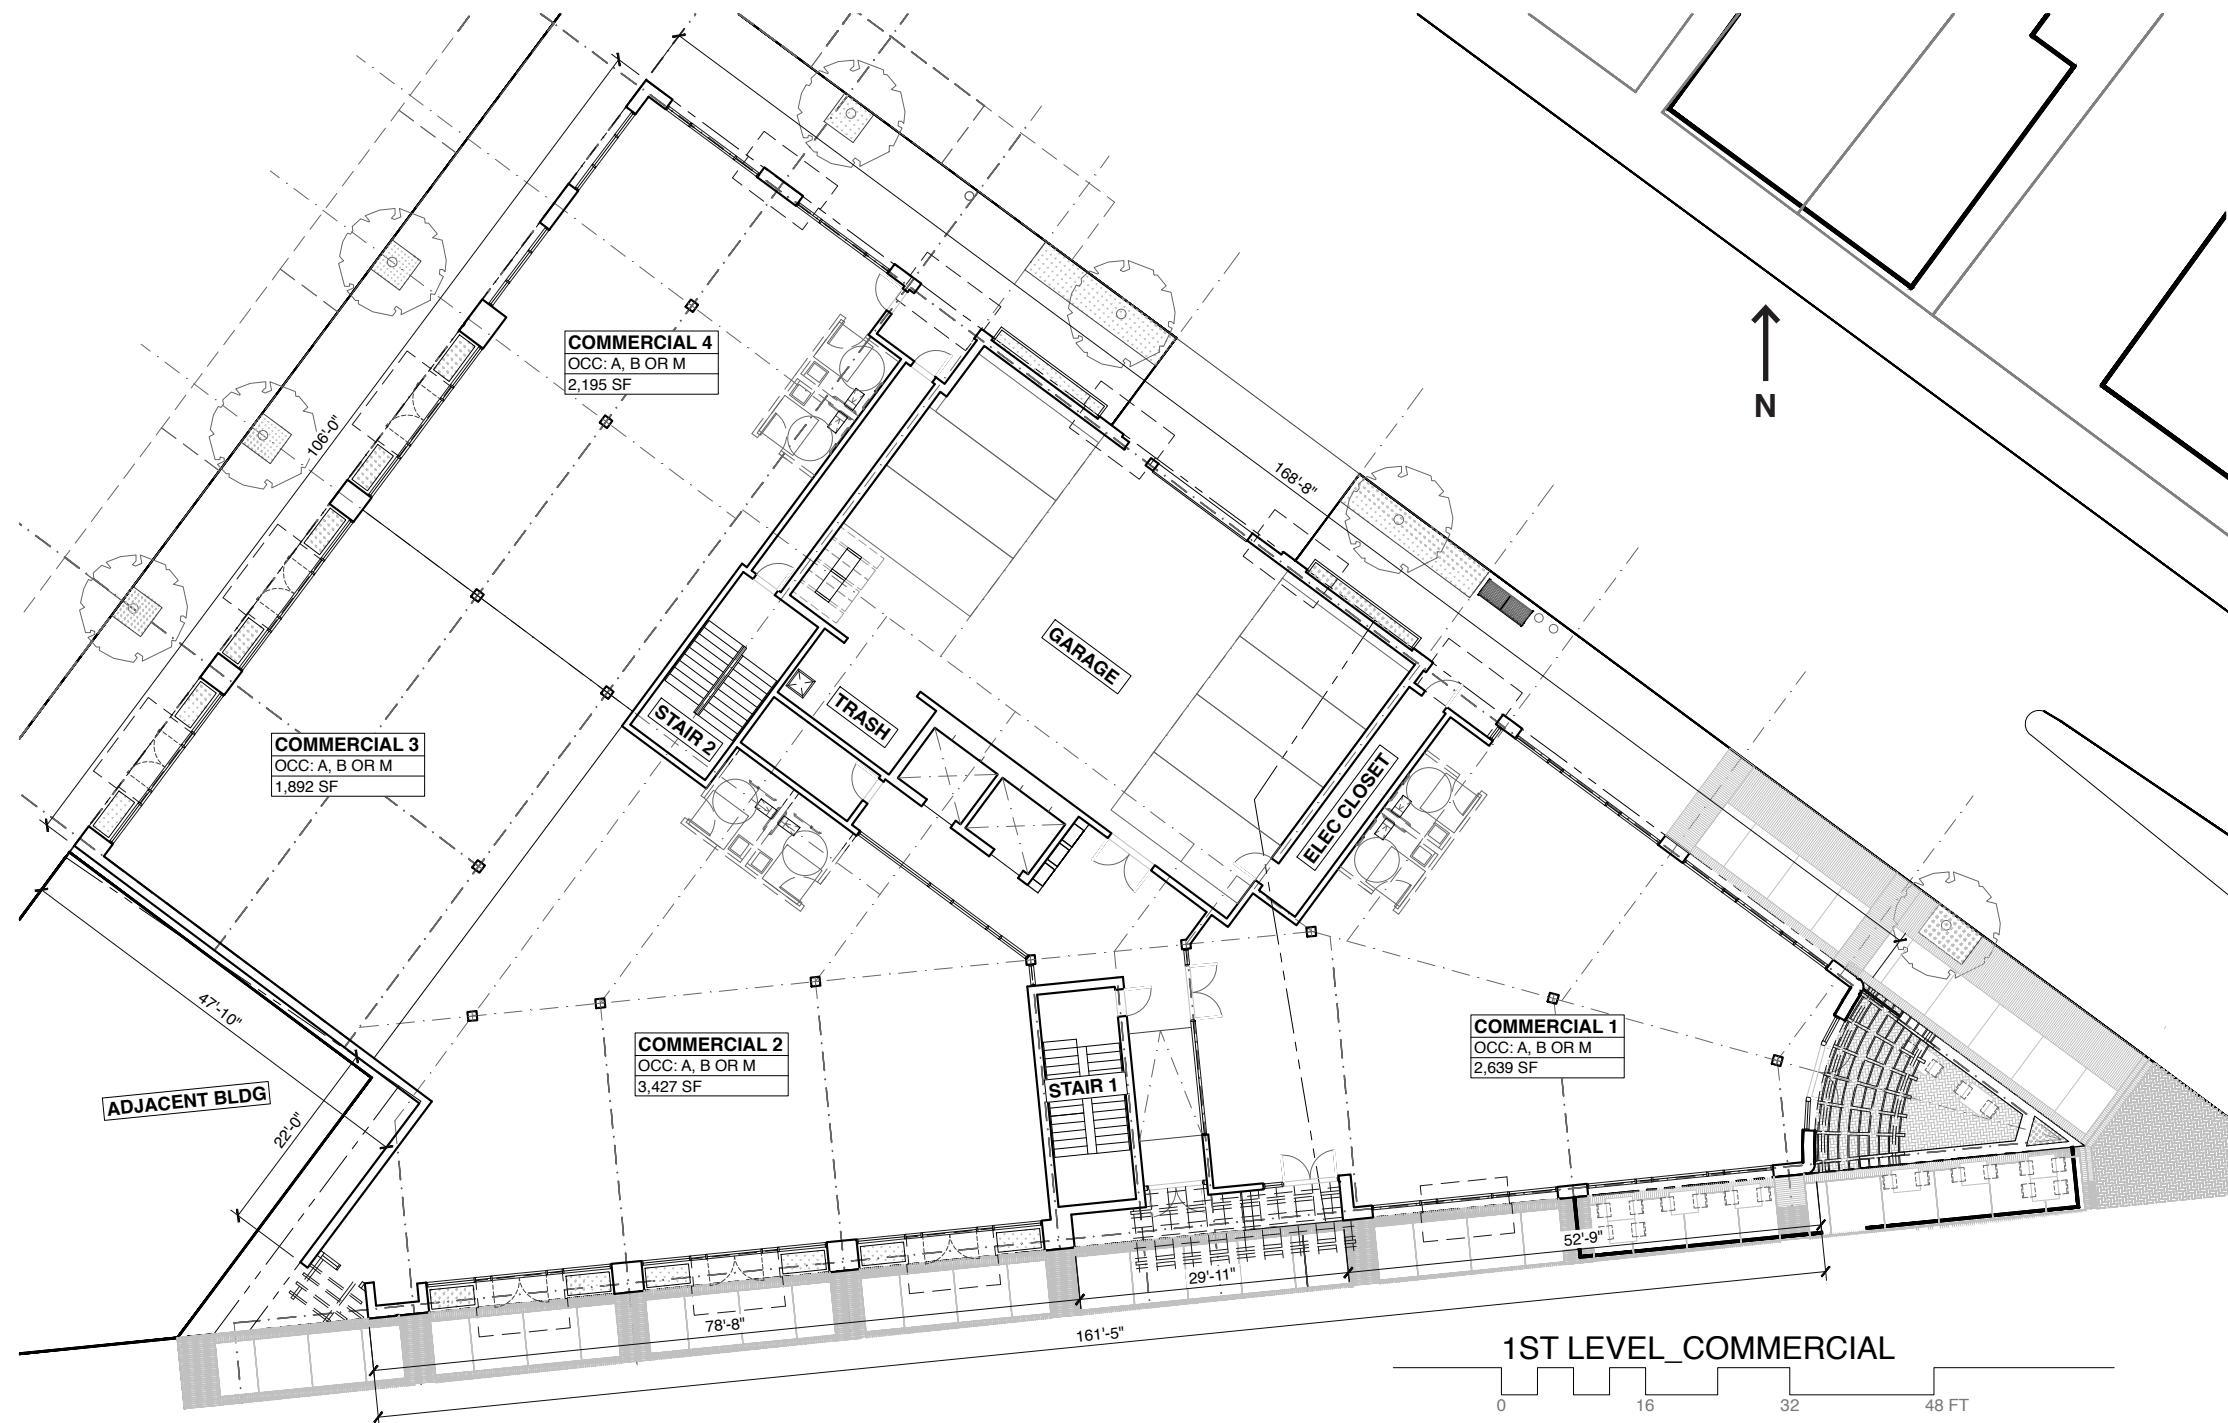 COMMERCIAL 4
OCC: A, B OR M
2,195 SF
N
106'-0"
168'-8"
GARAGE
TRASH
STAIR 2
ELEC CLOSET
COMMERCIAL 3
OCC: A, B OR M
1,892 SF
47'-10"
COMMERCIAL 2
OCC: A, B OR M
3,427 SF
COMMERCIAL 1
OCC: A, B OR M
2,639 SF
STAIR 1
ADJACENT BLDG
22'-0"
52'-9"
29'-11"
78'-8"
161'-5"
1ST LEVEL_COMMERCIAL
0 16 32 48 FT